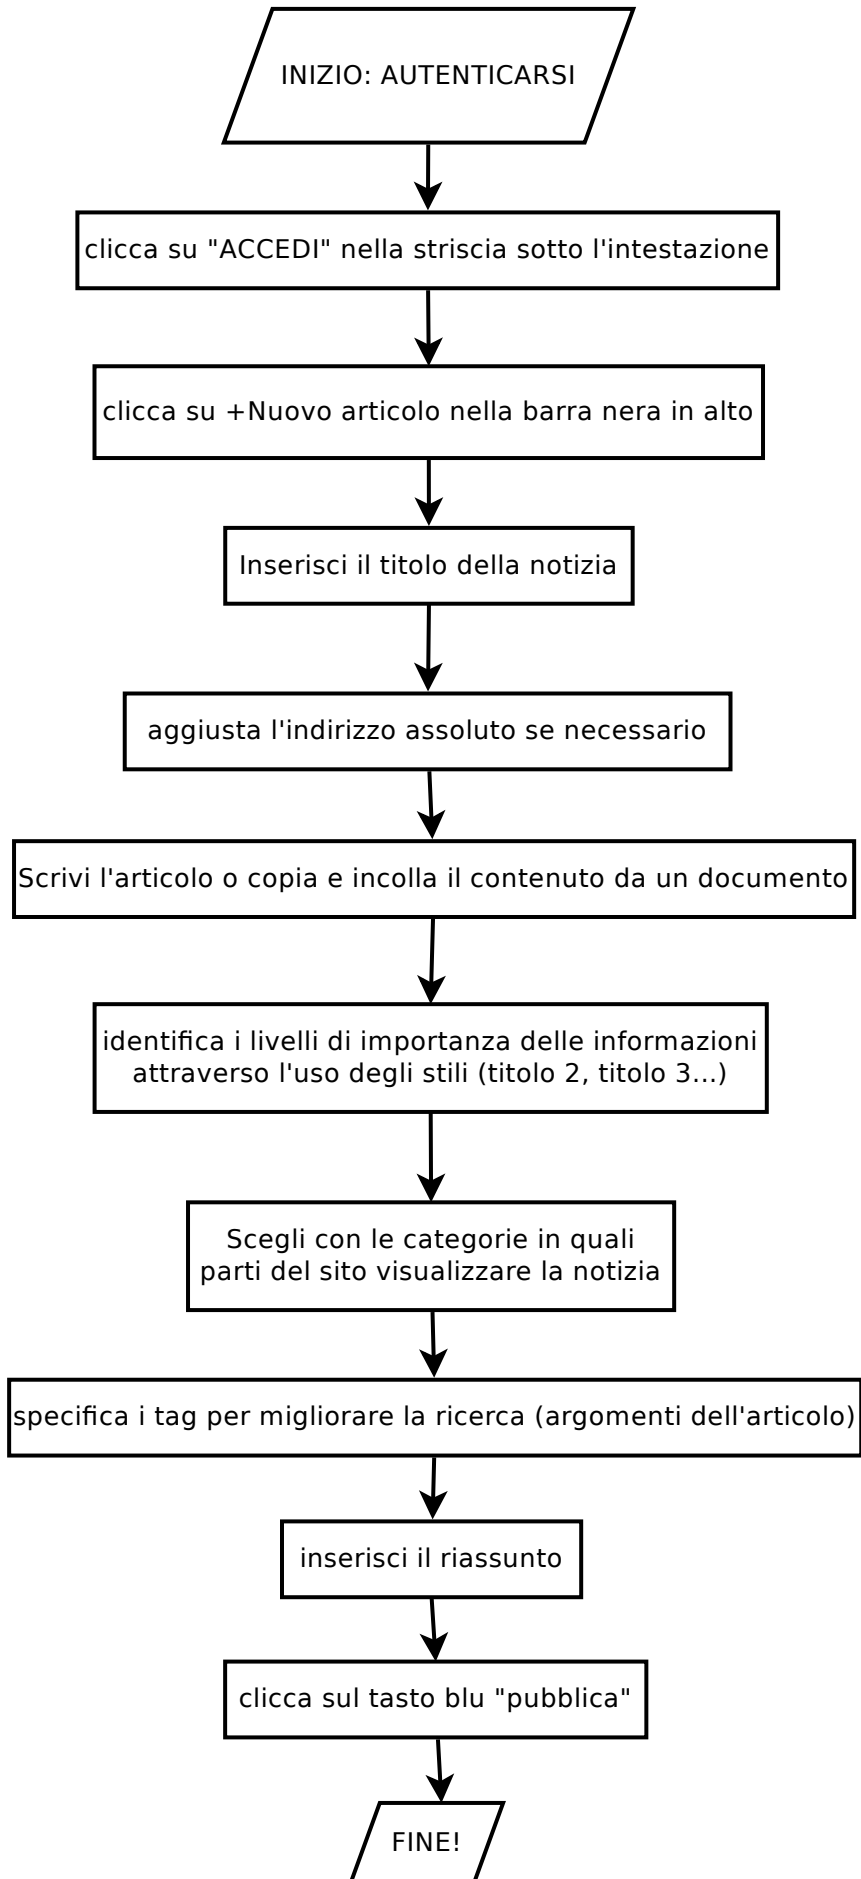 INIZIO: AUTENTICARSI
clicca su "ACCEDI" nella striscia sotto l'intestazione
clicca su +Nuovo articolo nella barra nera in alto
Inserisci il titolo della notizia
aggiusta l'indirizzo assoluto se necessario
Scrivi l'articolo o copia e incolla il contenuto da un documento
identifica i livelli di importanza delle informazioni
attraverso l'uso degli stili (titolo 2, titolo 3...)
Scegli con le categorie in quali
parti del sito visualizzare la notizia
specifica i tag per migliorare la ricerca (argomenti dell'articolo)
inserisci il riassunto
clicca sul tasto blu "pubblica"
FINE!